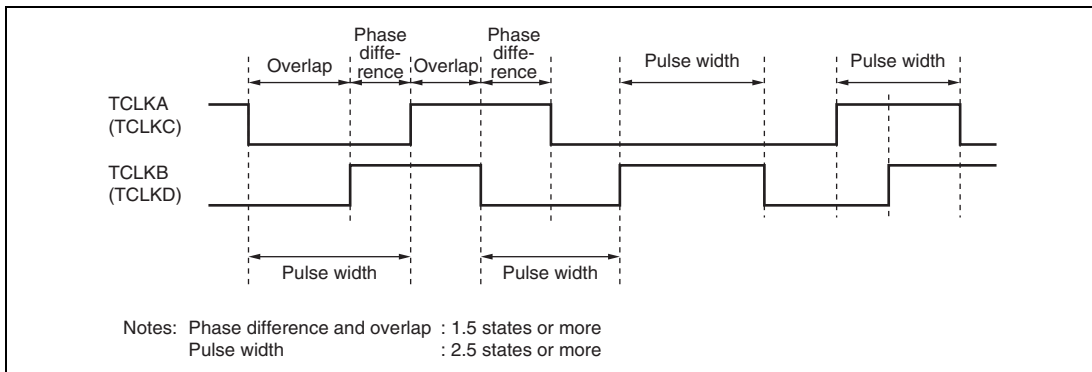 Phase diffe- rence
Phase diffe- rence
Overlap
Overlap
Pulse width
Pulse width
TCLKA
(TCLKC)
TCLKB
(TCLKD)
Pulse width
Pulse width
Notes: Phase difference and overlap : 1.5 states or more
Pulse width : 2.5 states or more